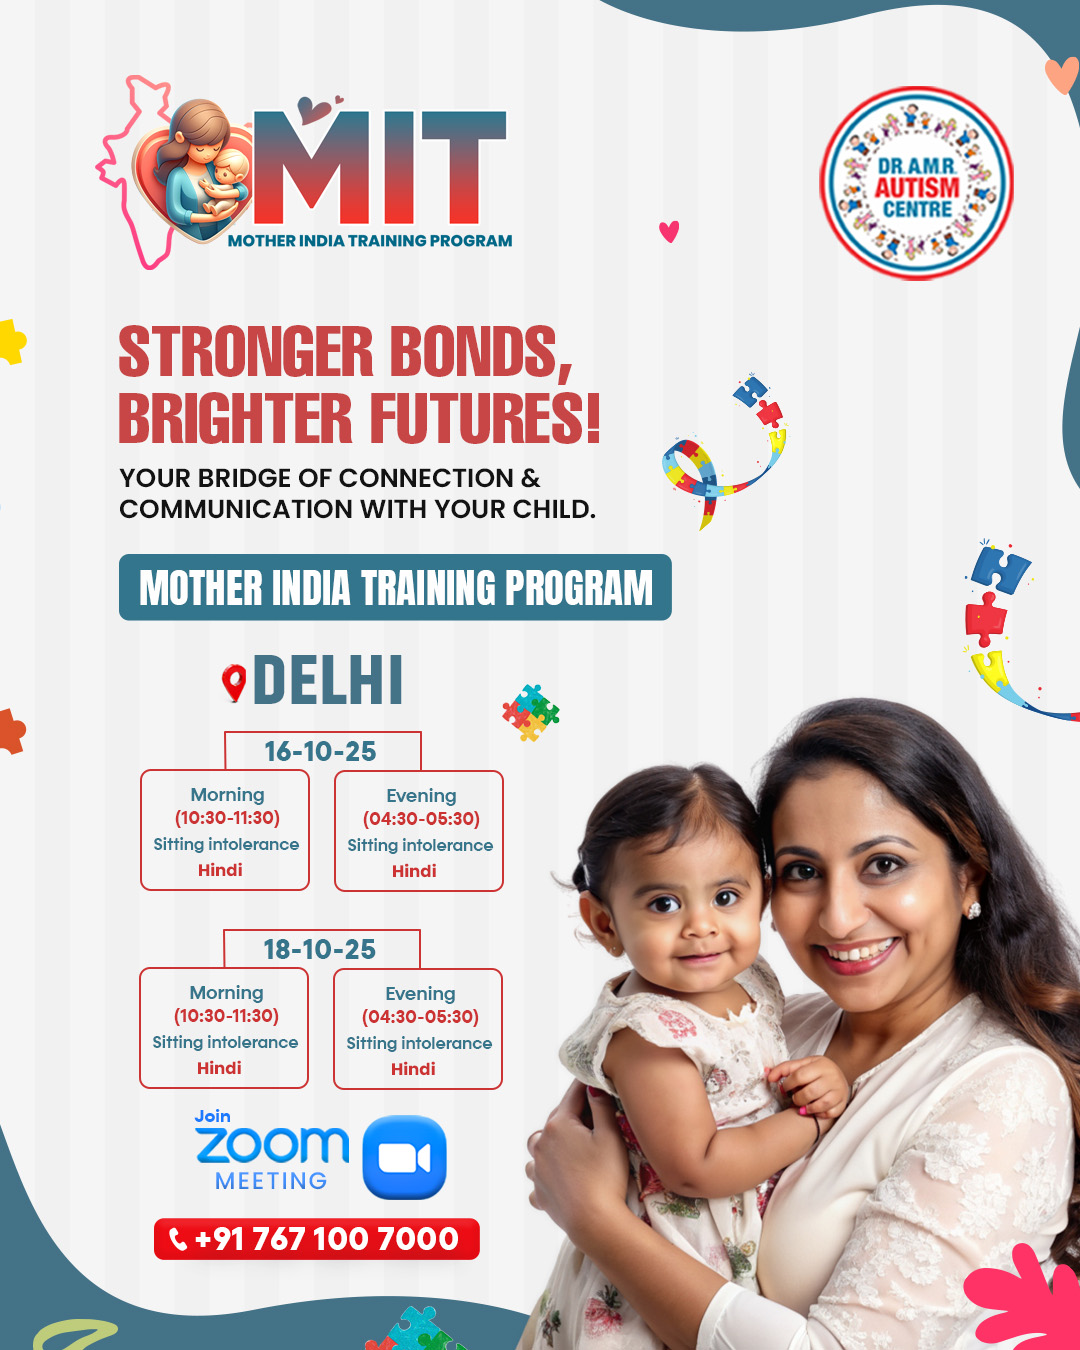 MIT
MOTHER INDIA TRAINING PROGRAM
DR. A.M.R.
AUTISM
CENTRE
STRONGER BONDS,
BRIGHTER FUTURES!
YOUR BRIDGE OF CONNECTION &
COMMUNICATION WITH YOUR CHILD.
MOTHER INDIA TRAINING PROGRAM
DELHI
16-10-25
Morning
(10:30-11:30)
Sitting intolerance
Hindi
Evening
(04:30-05:30)
Sitting intolerance
Hindi
18-10-25
Morning
(10:30-11:30)
Sitting intolerance
Hindi
Evening
(04:30-05:30)
Sitting intolerance
Hindi
Join
zoom
MEETING
+91 767 100 7000